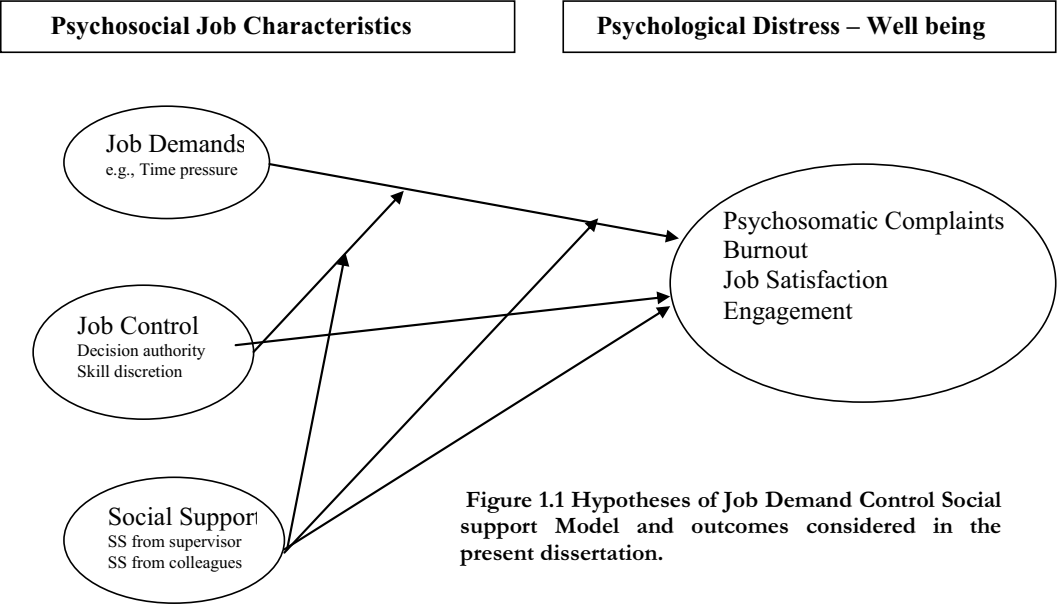 Psychosocial Job Characteristics
Psychological Distress – Well being
Job Demands
e.g., Time pressure
Job Control
Decision authority
Skill discretion
Social Support
SS from supervisor
SS from colleagues
Psychosomatic Complaints
Burnout
Job Satisfaction
Engagement
Figure 1.1 Hypotheses of Job Demand Control Social
support Model and outcomes considered in the
present dissertation.